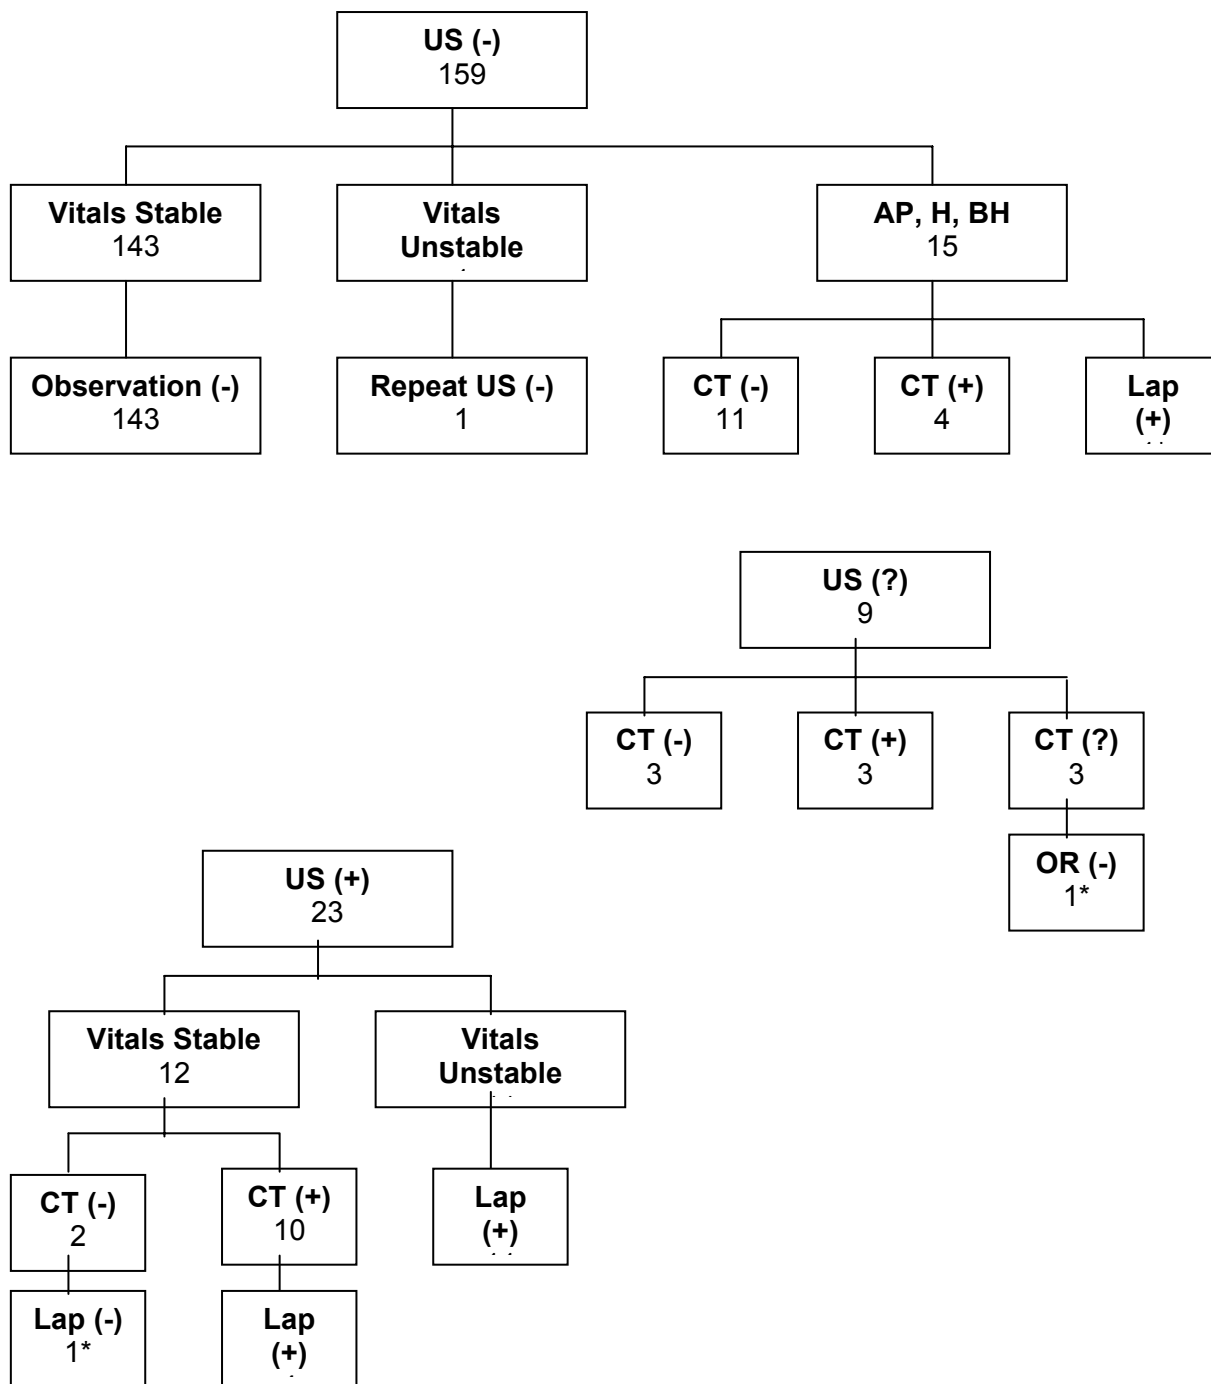 US (-)
159
Vitals Stable
143
Vitals
Unstable
AP, H, BH
15
Observation (-)
143
Repeat US (-)
1
CT (-)
11
CT (+)
4
Lap
(+)
US (?)
9
CT (-)
3
CT (+)
3
CT (?)
3
OR (-)
1*
US (+)
23
Vitals Stable
12
Vitals
Unstable
CT (-)
2
CT (+)
10
Lap
(+)
Lap (-)
1*
Lap
(+)